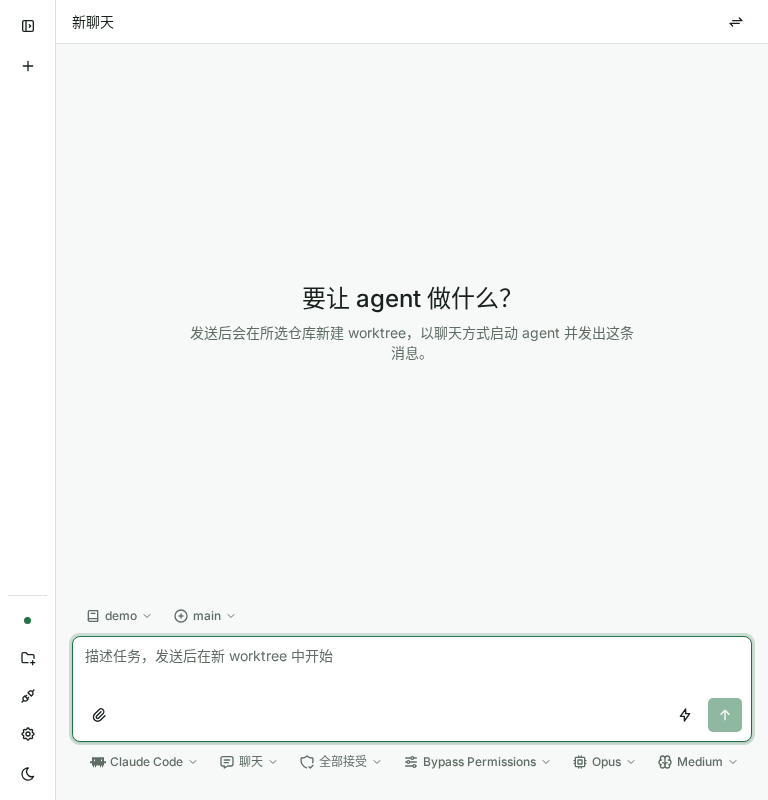 新聊天
要让 agent 做什么？
发送后会在所选仓库新建 worktree，以聊天方式启动 agent 并发出这条
消息。
demo main
描述任务，发送后在新 worktree 中开始
Claude Code 聊天 全部接受 Bypass Permissions Opus Medium